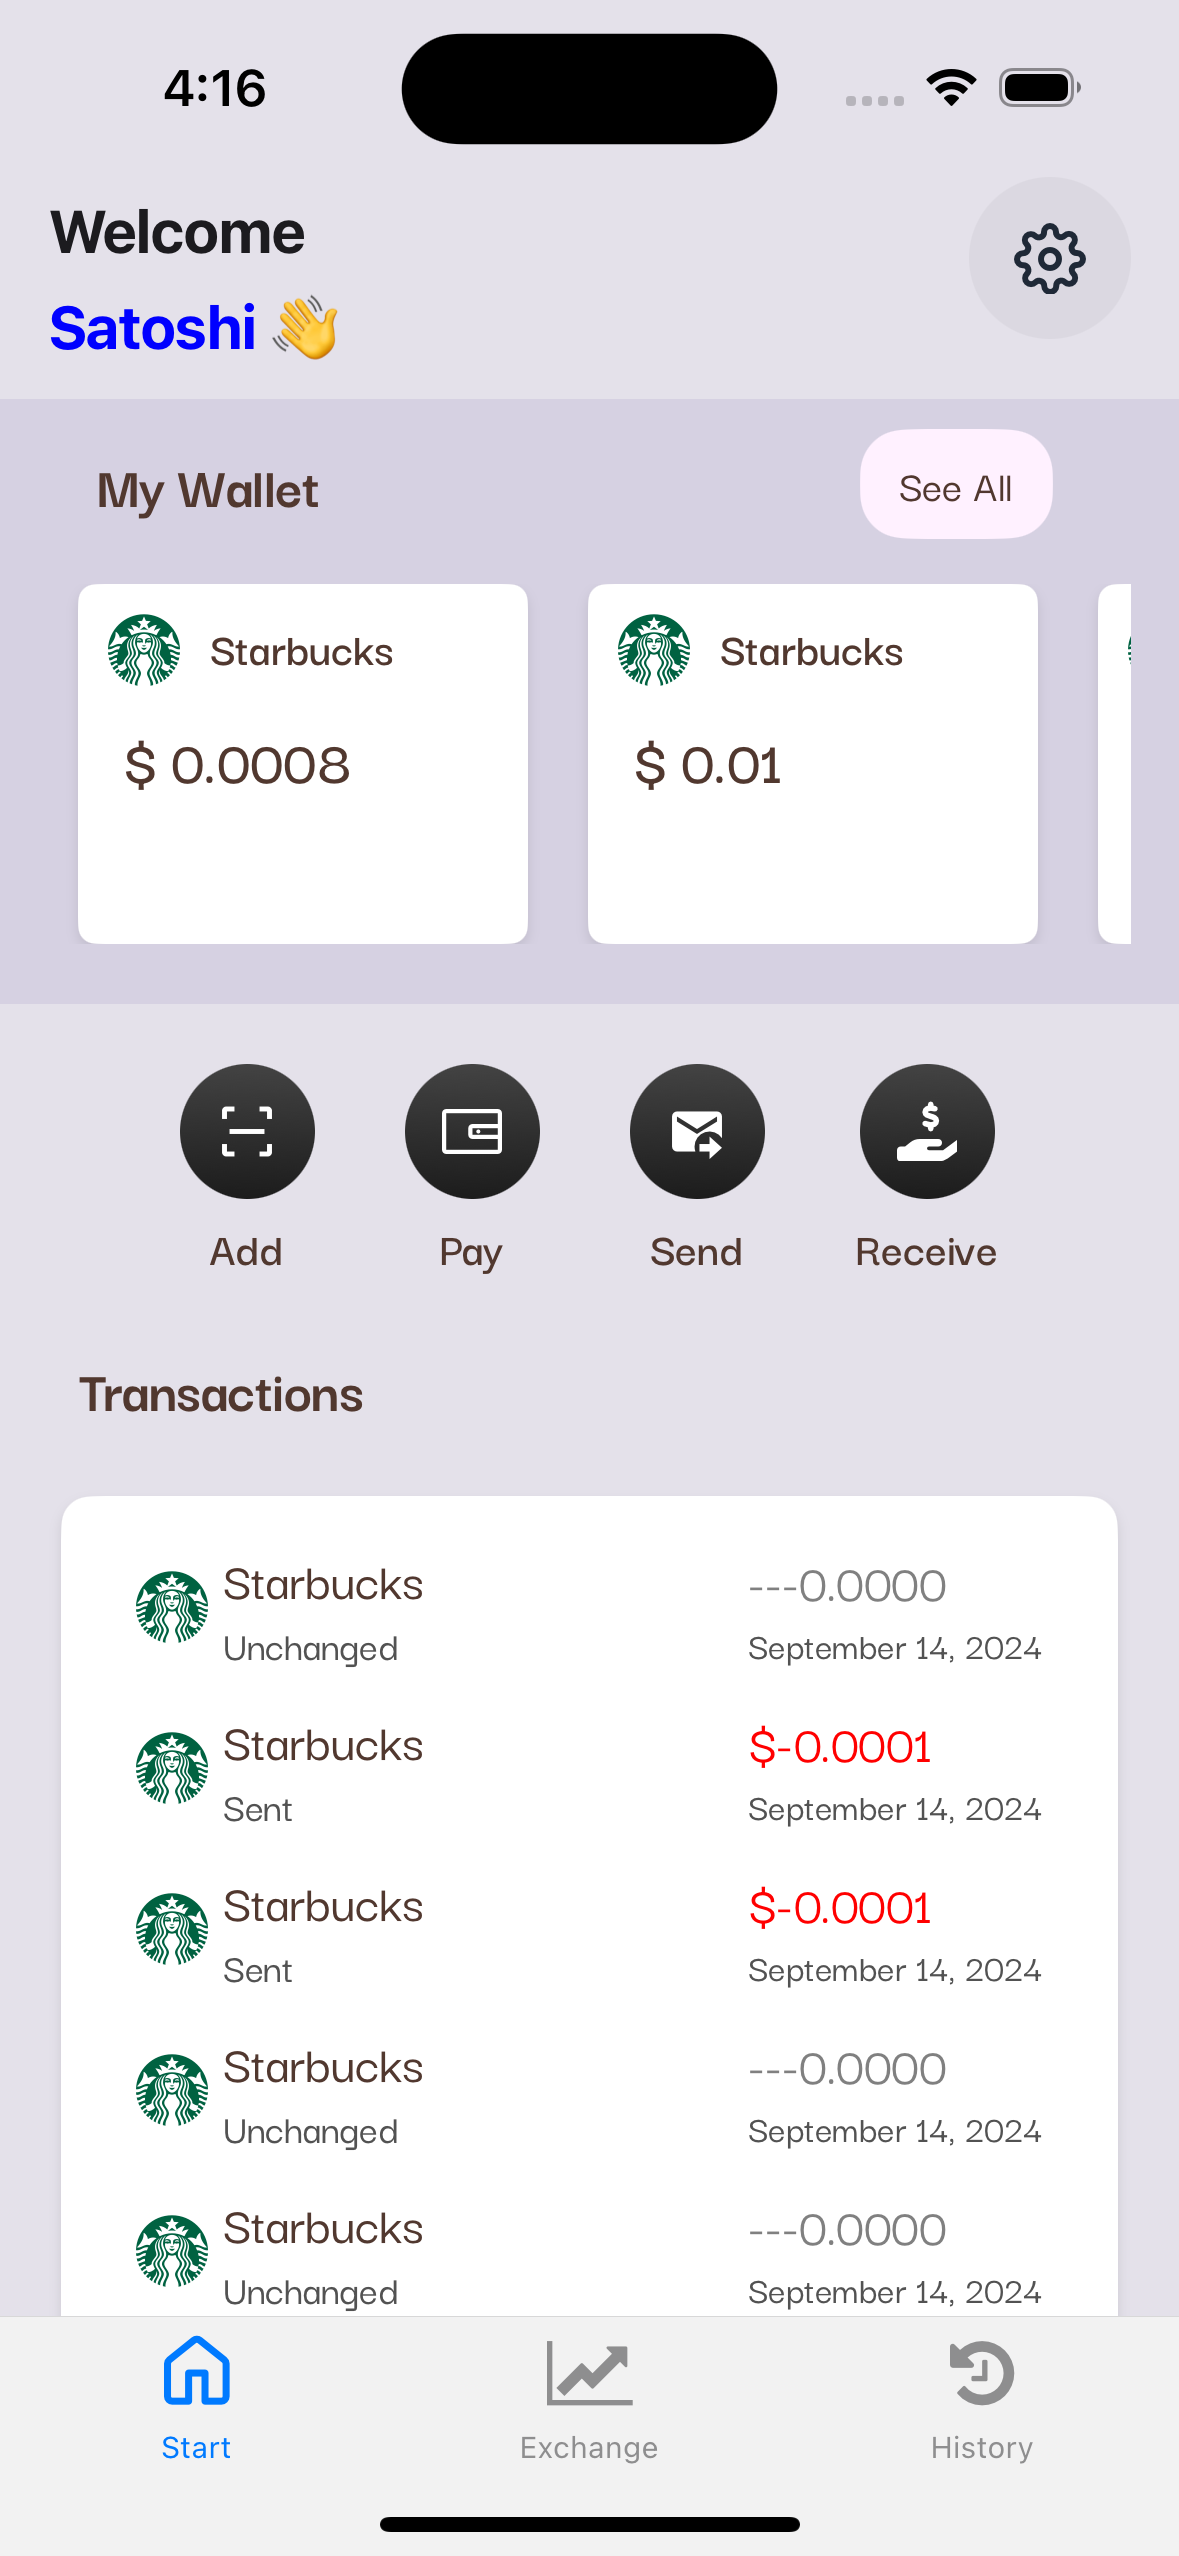 4:16
Welcome
Satoshi 👋
My Wallet
See All
Starbucks
$ 0.0008
Starbucks
$ 0.01
Add
Pay
Send
Receive
Transactions
Starbucks
---0.0000
Unchanged
September 14, 2024
Starbucks
$-0.0001
Sent
September 14, 2024
Starbucks
$-0.0001
Sent
September 14, 2024
Starbucks
---0.0000
Unchanged
September 14, 2024
Starbucks
---0.0000
Unchanged
September 14, 2024
Start
Exchange
History